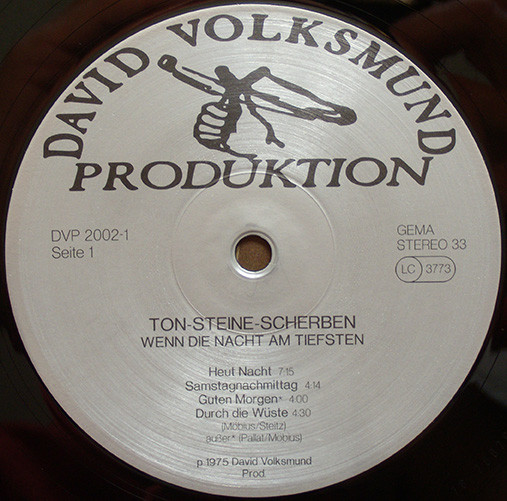 DAVID VOLKSMUND
PRODUKTION
DVP 2002-1
Seite 1
GEMA
STEREO 33
LC 3773
TON-STEINE-SCHERBEN
WENN DIE NACHT AM TIEFSTEN
Heut Nacht 7:15
Samstagnachmittag 4:14
Guten Morgen* 4:00
Durch die Wüste 4:30
(Möbius/Steitz)
außer* (Pallat/Möbius)
p 1975 David Volksmund
Prod.